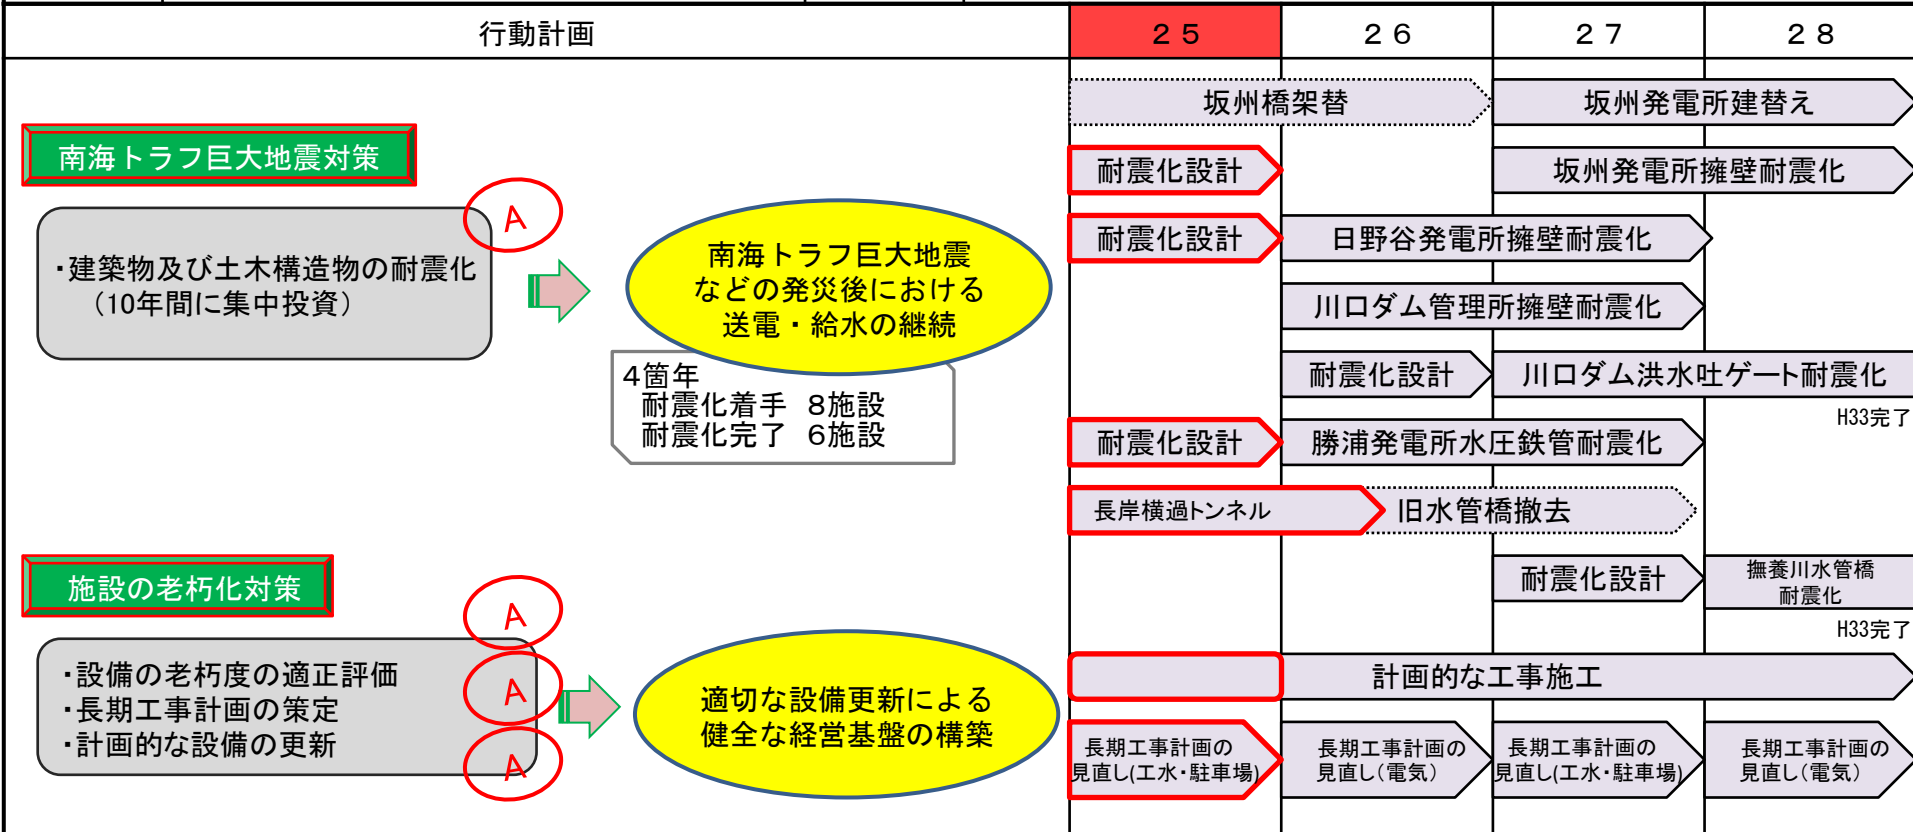 行動計画
２５
２６
２７
２８
坂州橋架替
坂州発電所建替え
南海トラフ巨大地震対策
耐震化設計
坂州発電所擁壁耐震化
A
・建築物及び土木構造物の耐震化
（10年間に集中投資）
南海トラフ巨大地震
などの発災後における
送電・給水の継続
耐震化設計
日野谷発電所擁壁耐震化
川口ダム管理所擁壁耐震化
4箇年
耐震化着手 8施設
耐震化完了 6施設
耐震化設計
川口ダム洪水吐ゲート耐震化
H33完了
耐震化設計
勝浦発電所水圧鉄管耐震化
長岸横過トンネル
旧水管橋撤去
施設の老朽化対策
耐震化設計
撫養川水管橋
耐震化
H33完了
A
A
A
・設備の老朽度の適正評価
・長期工事計画の策定
・計画的な設備の更新
適切な設備更新による
健全な経営基盤の構築
計画的な工事施工
長期工事計画の
見直し(工水・駐車場)
長期工事計画の
見直し（電気）
長期工事計画の
見直し(工水・駐車場)
長期工事計画の
見直し（電気）